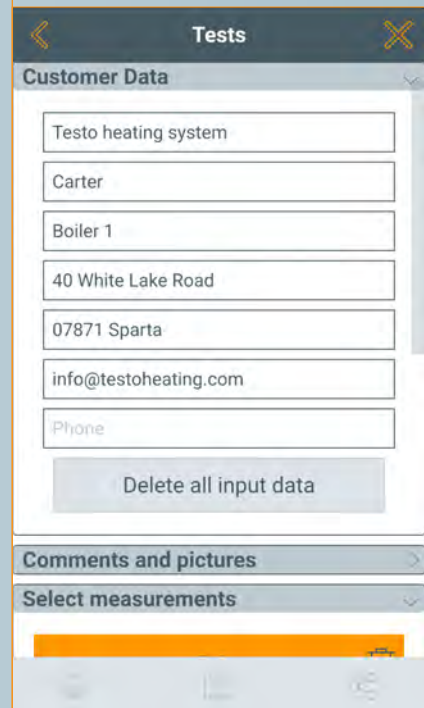 Tests
Customer Data
Testo heating system
Carter
Boiler 1
40 White Lake Road
07871 Sparta
info@testoheating.com
Phone
Delete all input data
Comments and pictures
Select measurements